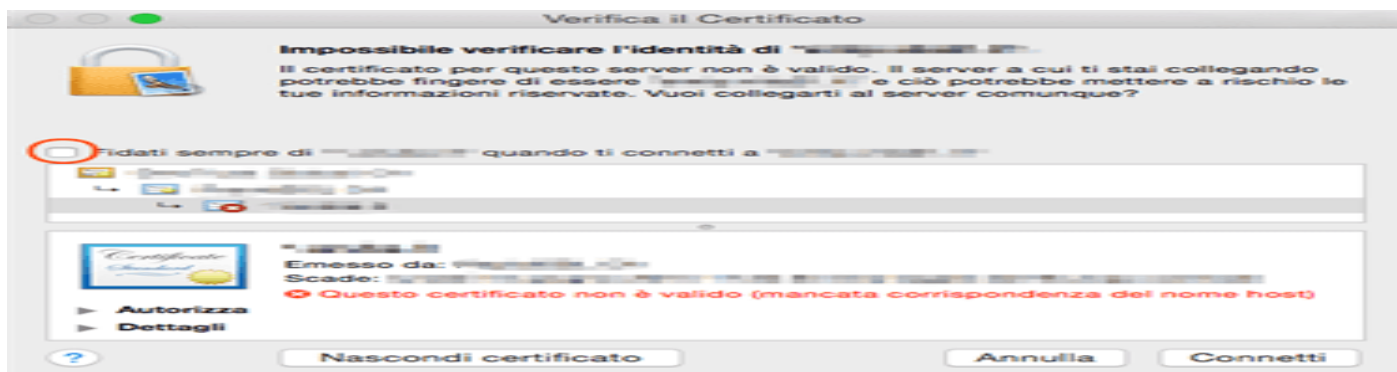 Verifica il Certificato
Impossibile verificare l'identità di "
Il certificato per questo server non è valido. Il server a cui ti stai collegando
potrebbe fingere di essere e ciò potrebbe mettere a rischio le
tue informazioni riservate. Vuoi collegarti al server comunque?
Fidati sempre di quando ti connetti a
Certificate
Standard
Emesso da:
Scade:
Questo certificato non è valido (mancata corrispondenza del nome host)
Autorizza
Dettagli
? Nascondi certificato Annulla Connetti